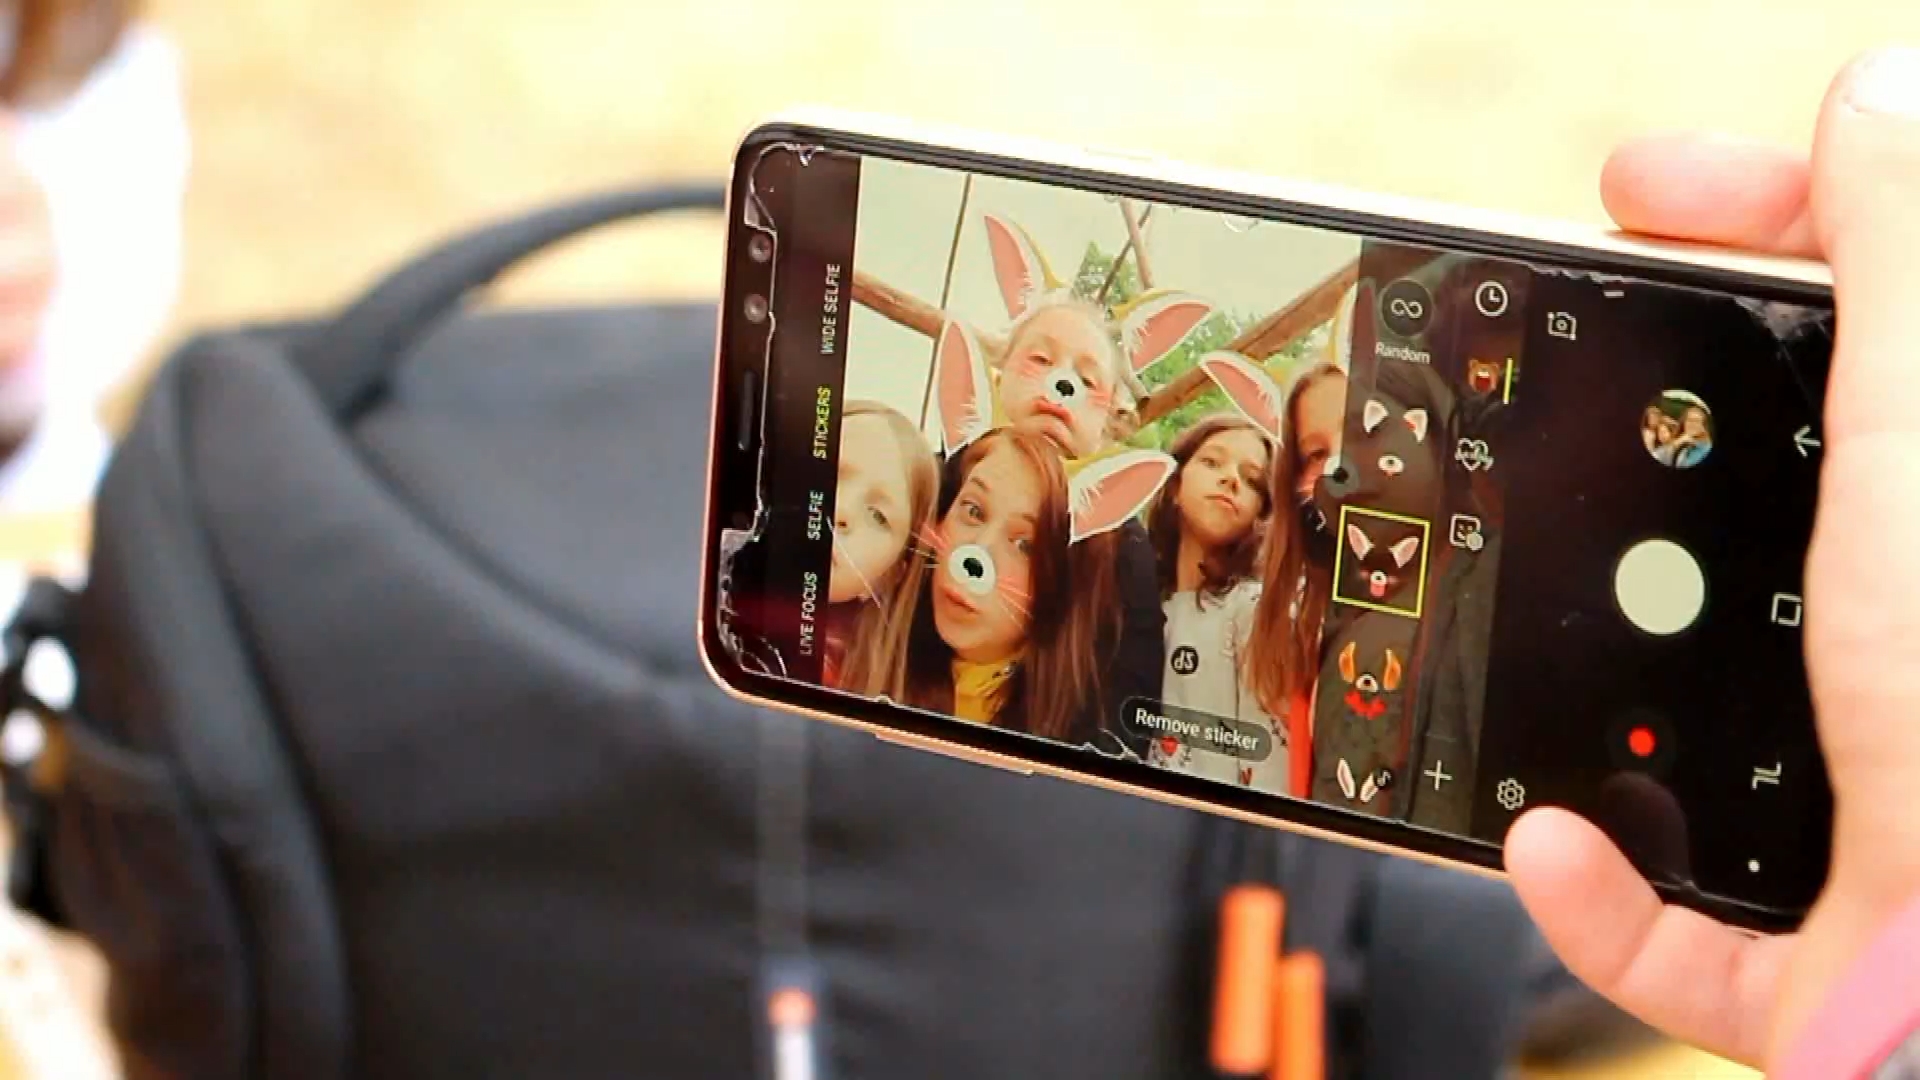 WIDE SELFIE
STICKERS
SELFIE
LIVE FOCUS
Random
Remove sticker